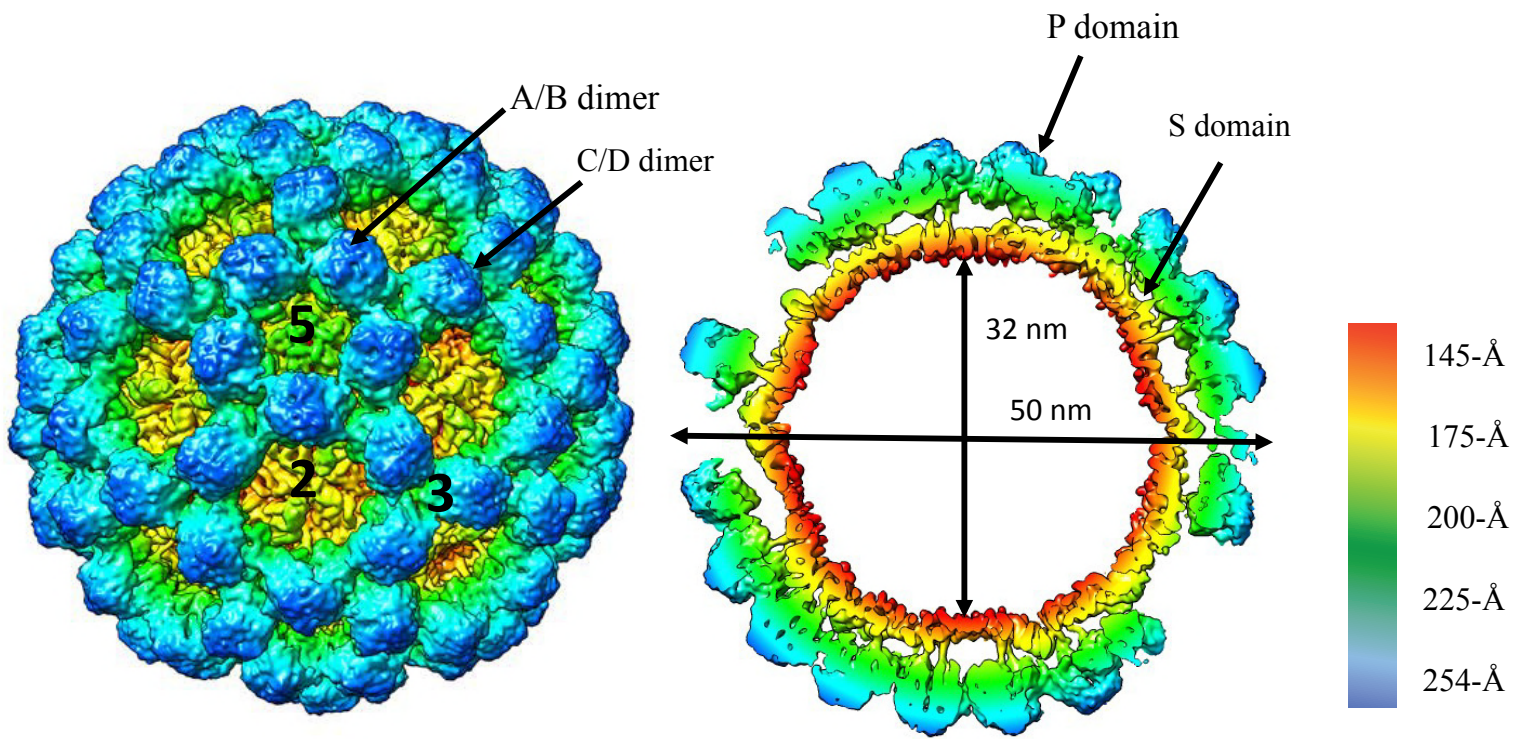 P domain
A/B dimer
S domain
C/D dimer
5
32 nm
145-Å
50 nm
175-Å
2
3
200-Å
225-Å
254-Å